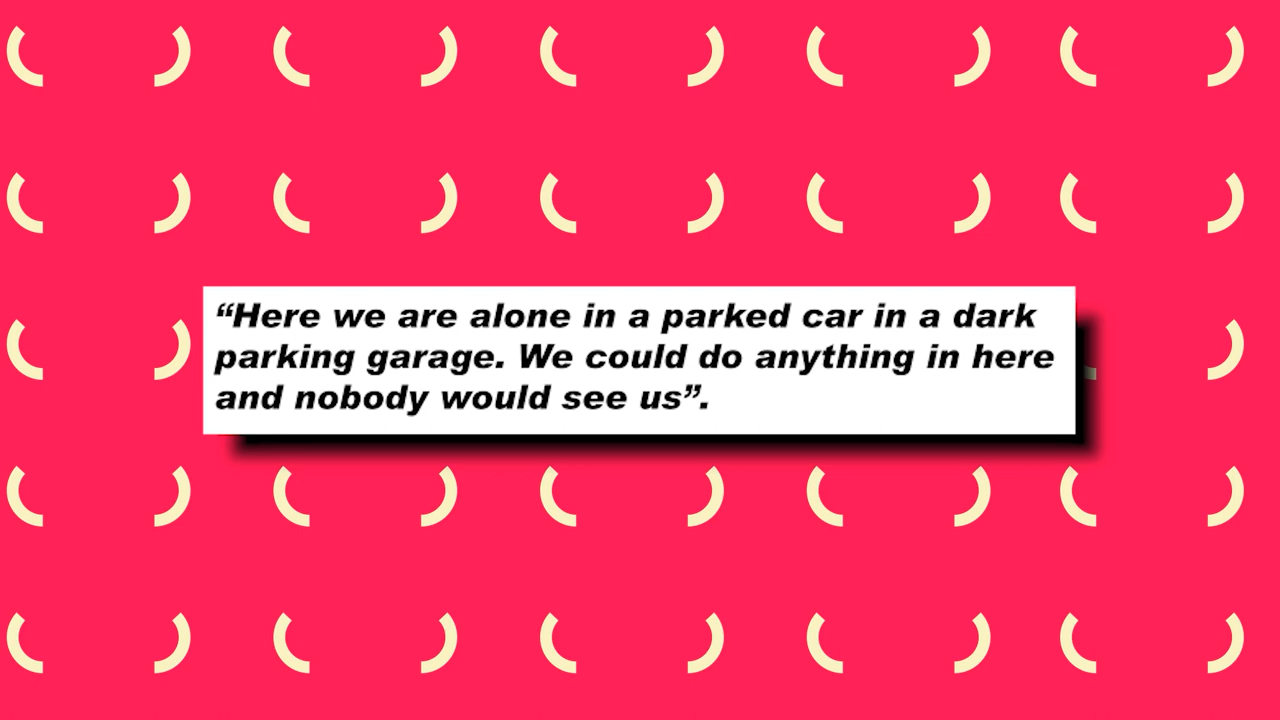 “Here we are alone in a parked car in a dark
parking garage. We could do anything in here
and nobody would see us”.